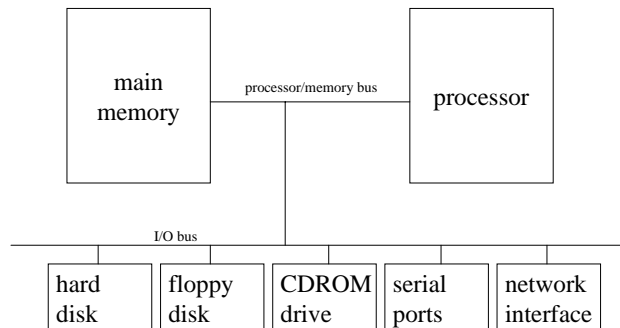 main
memory
processor/memory bus
processor
I/O bus
hard
disk
floppy
disk
CDROM
drive
serial
ports
network
interface